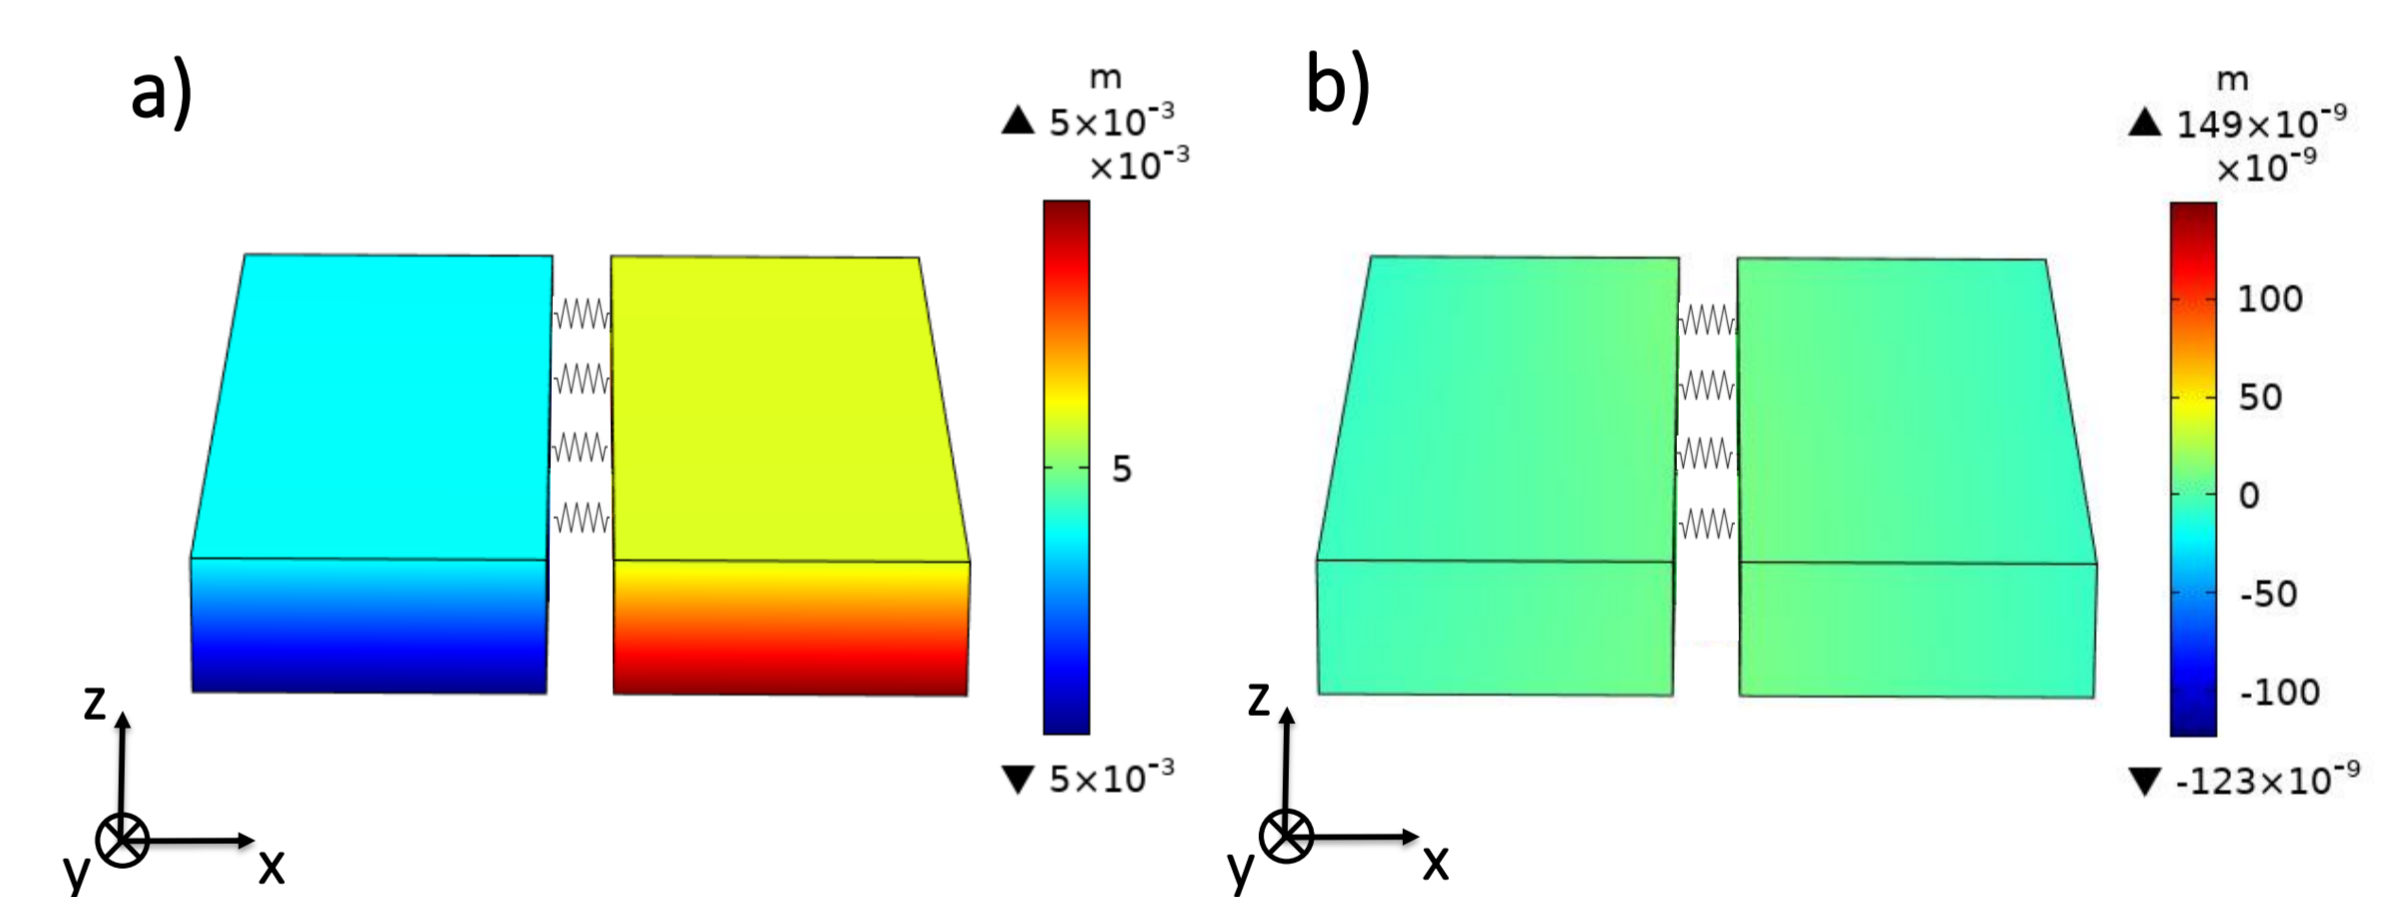 a)
m
▲ 5×10⁻³
×10⁻³
5
▼ 5×10⁻³
z
y
x
b)
m
▲ 149×10⁻⁹
×10⁻⁹
100
50
0
-50
-100
▼ -123×10⁻⁹
z
y
x